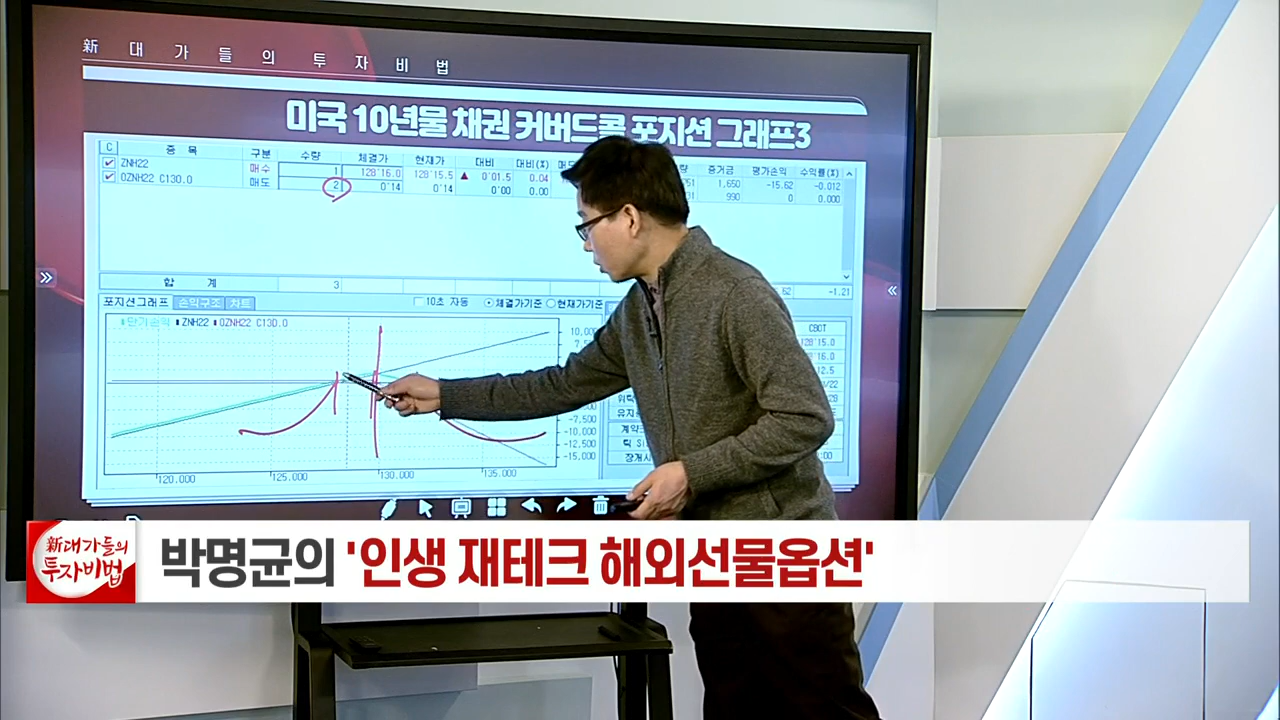 新 대 가 들 의 투 자 비 법
미국 10년물 채권 커버드콜 포지션 그래프3
C 종 목 구분 수량 체결가 현재가 대비 대비(%) 증거금 평가손익 수익률(%)
ZNH22 매수 1 128'16.0 128'15.5 ▲ 0'01.5 0.04 1,650 -15.62 -0.012
OZNH22 C130.0 매도 2 0'14 0'14 0'00 0.00 990 0 0.000
합 계 3 -1.21
포지션그래프 손익구조 차트 10초 자동 체결가기준 현재가기준
만기손익 ZNH22 OZNH22 C130.0
10,000
-7,500
-10,000
-12,500
-15,000
120.000 125.000 130.000 135.000
CBOT
128'15.0
新대가들의
투자비법
박명균의 '인생 재테크 해외선물옵션'